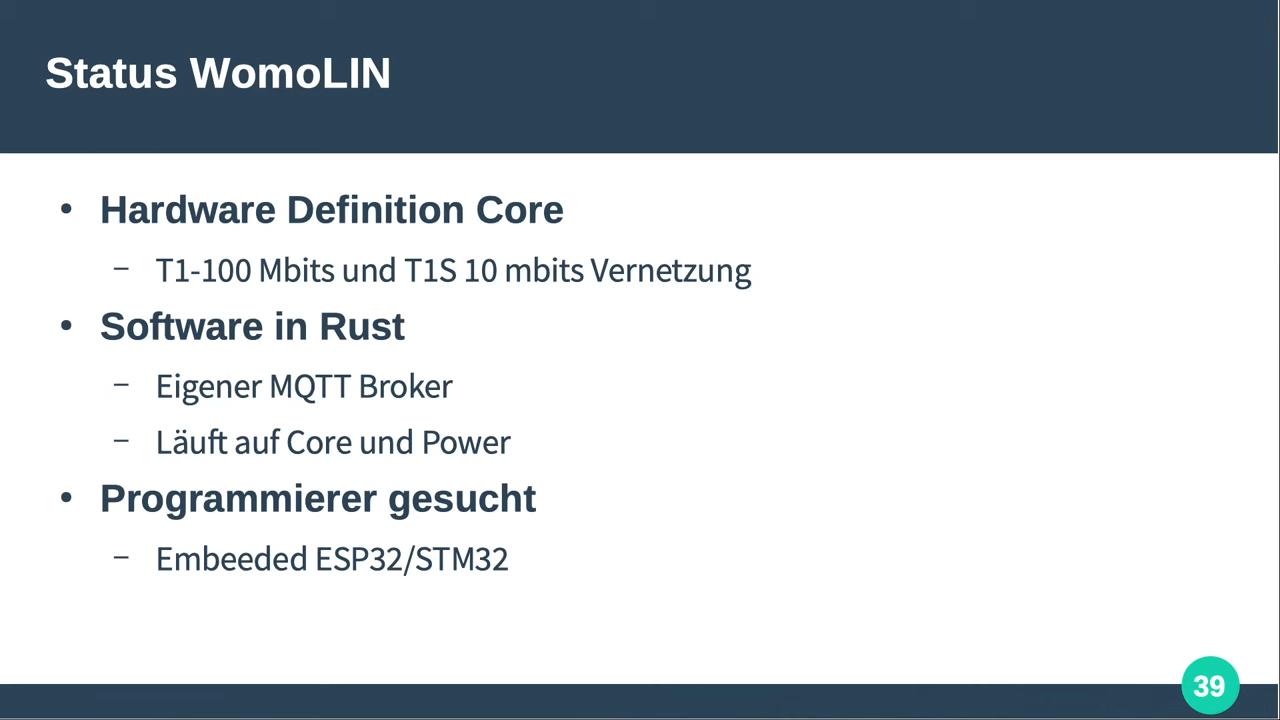 Status WomoLIN
• Hardware Definition Core
– T1-100 Mbits und T1S 10 mbits Vernetzung
• Software in Rust
– Eigener MQTT Broker
– Läuft auf Core und Power
• Programmierer gesucht
– Embeeded ESP32/STM32
39